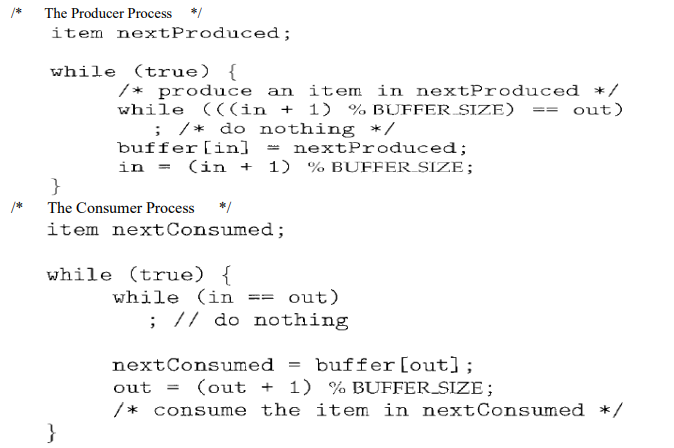 /* The Producer Process */
item nextProduced;
while (true) {
/* produce an item in nextProduced */
while (((in + 1) % BUFFER_SIZE) == out)
; /* do nothing */
buffer[in] = nextProduced;
in = (in + 1) % BUFFER_SIZE;
}
/* The Consumer Process */
item nextConsumed;
while (true) {
while (in == out)
; // do nothing
nextConsumed = buffer[out];
out = (out + 1) % BUFFER_SIZE;
/* consume the item in nextConsumed */
}